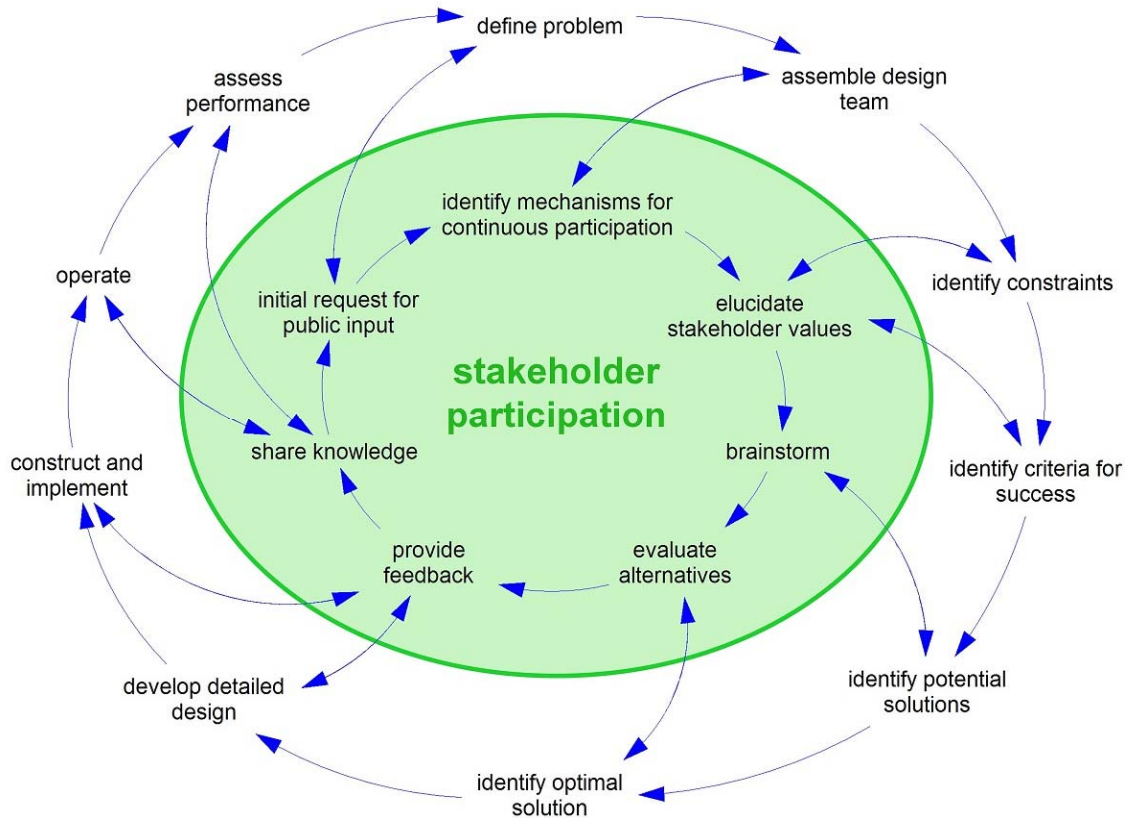 define problem
assemble design
team
assess
performance
identify mechanisms for
continuous participation
operate
identify constraints
initial request for
public input
elucidate
stakeholder values
stakeholder
participation
share knowledge
brainstorm
construct and
implement
identify criteria for
success
provide
feedback
evaluate
alternatives
develop detailed
design
identify potential
solutions
identify optimal
solution